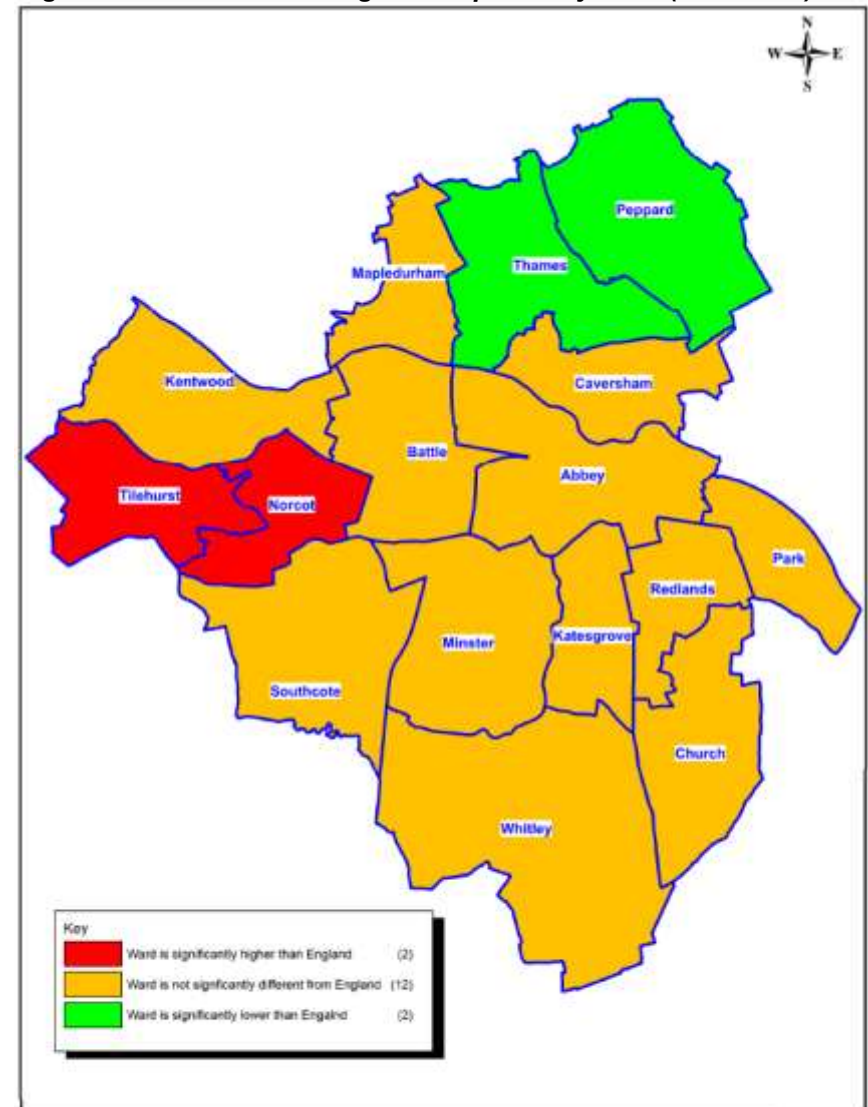 N
W E
S
Peppard
Thames
Mapledurham
Kentwood
Caversham
Battle
Abbey
Tilehurst
Norcot
Park
Redlands
Minster
Katesgrove
Southcote
Church
Whitley
Key
Ward is significantly higher than England (2)
Ward is not signficantly different from England (12)
Ward is significantly lower than Engalnd (2)